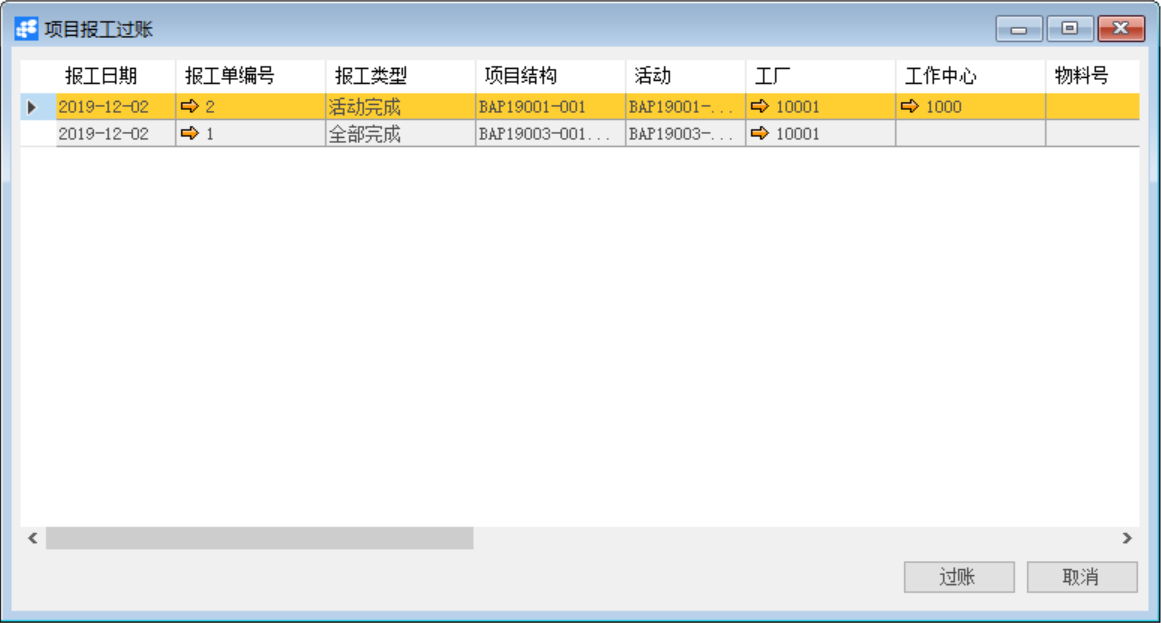 项目报工过账
报工日期 报工单编号 报工类型 项目结构 活动 工厂 工作中心 物料号
2019-12-02 2 活动完成 BAP19001-001 BAP19001-... 10001 1000
2019-12-02 1 全部完成 BAP19003-001... BAP19003-... 10001
过账 取消